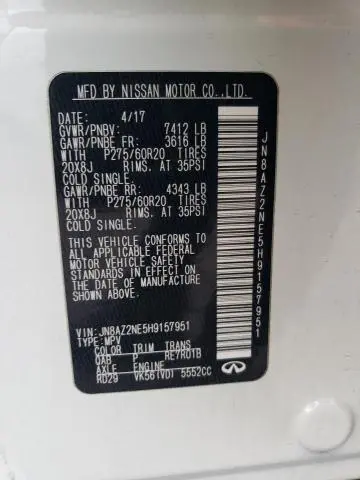 MFD BY NISSAN MOTOR CO.,LTD.
DATE: 4/17
GVWR/PNBV: 7412 LB
GAWR/PNBE FR: 3616 LB
WITH P275/60R20 TIRES
20X8J RIMS. AT 35PSI
COLD SINGLE.
GAWR/PNBE RR: 4343 LB
WITH P275/60R20 TIRES
20X8J RIMS. AT 35PSI
COLD SINGLE.
THIS VEHICLE CONFORMS
TO ALL APPLICABLE FEDERAL
MOTOR VEHICLE SAFETY
STANDARDS IN EFFECT ON
THE DATE OF MANUFACTURE
SHOWN ABOVE.
VIN:JN8AZ2NE5H9157951
TYPE:MPV
COLOR TRIM TRANS
QAB P RE7R01B
AXLE ENGINE
RD29 VK56(VD) 5552CC
INFINITI
JN8AZ2NE5H9157951